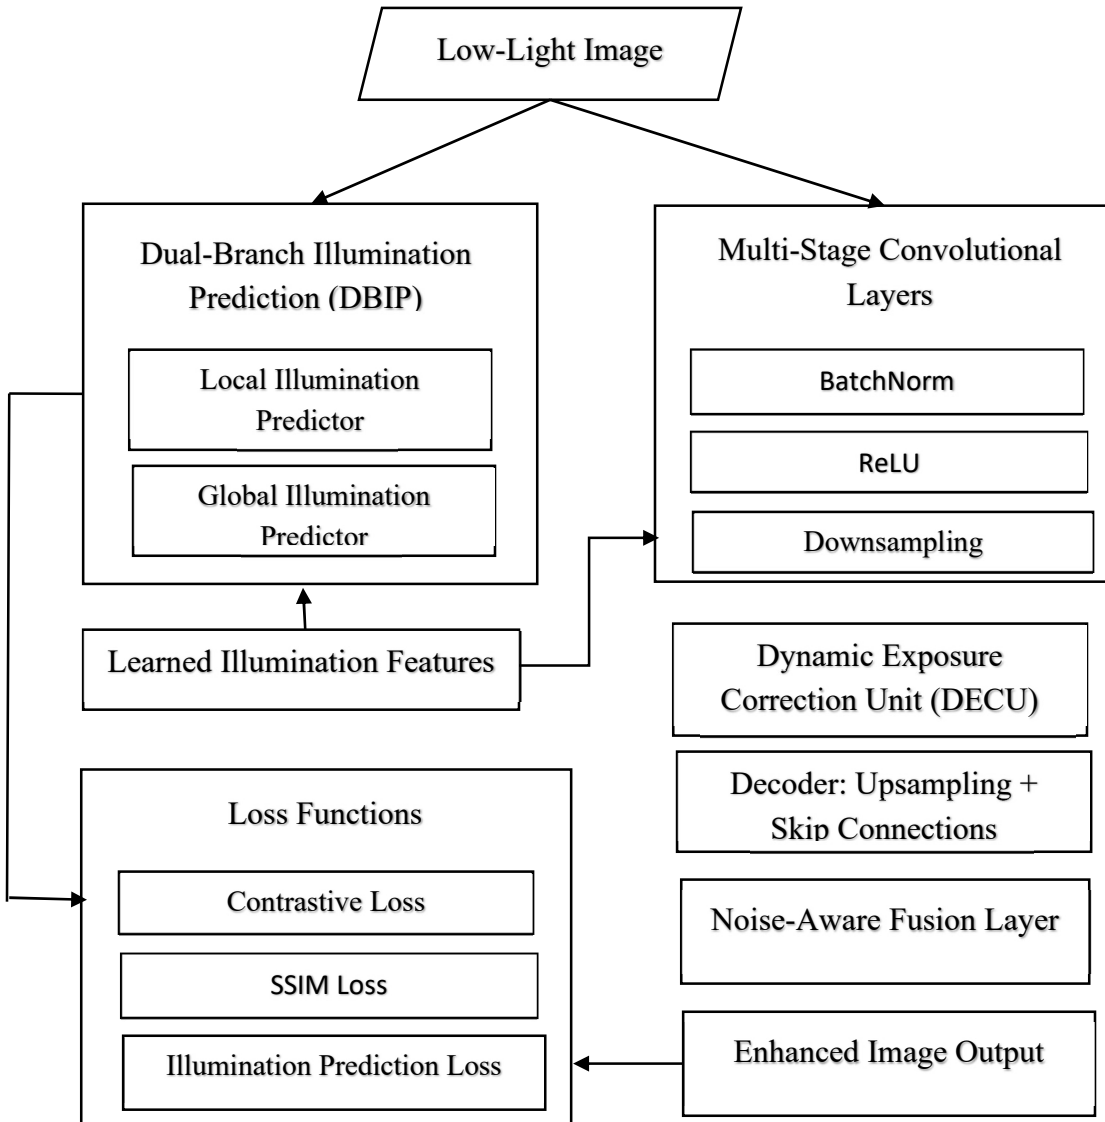 Low-Light Image
Dual-Branch Illumination
Prediction (DBIP)
Local Illumination
Predictor
Global Illumination
Predictor
Learned Illumination Features
Multi-Stage Convolutional
Layers
BatchNorm
ReLU
Downsampling
Dynamic Exposure
Correction Unit (DECU)
Decoder: Upsampling +
Skip Connections
Noise-Aware Fusion Layer
Enhanced Image Output
Loss Functions
Contrastive Loss
SSIM Loss
Illumination Prediction Loss